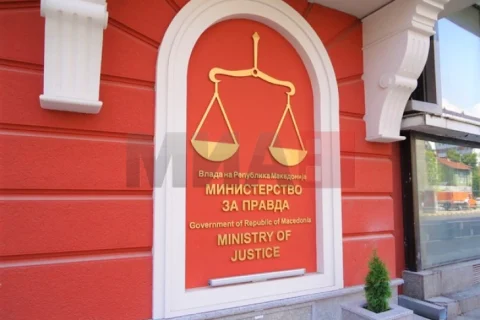 Влада на Република Македонија
МИНИСТЕРСТВО
ЗА ПРАВДА
Government of Republic of Macedonia
MINISTRY OF
JUSTICE